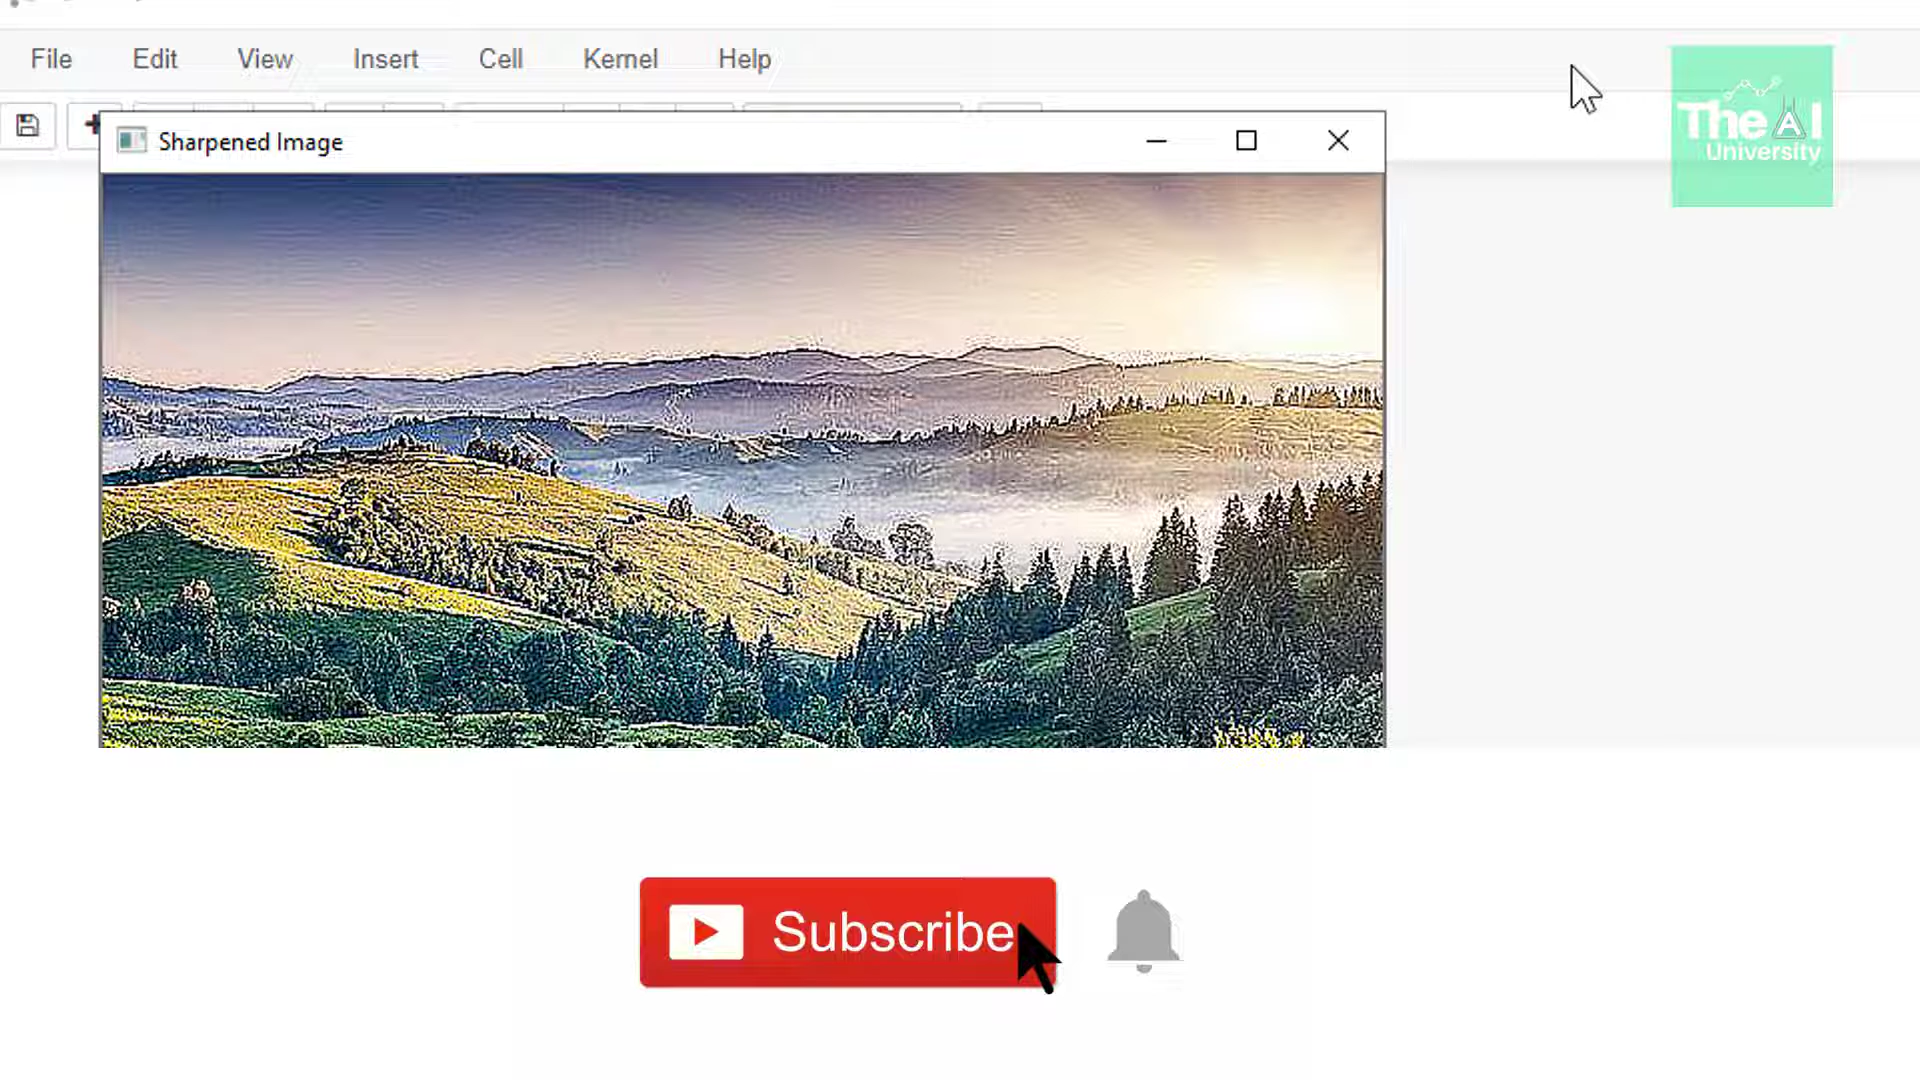 File Edit View Insert Cell Kernel Help
Sharpened Image
The AI
University
Subscribe